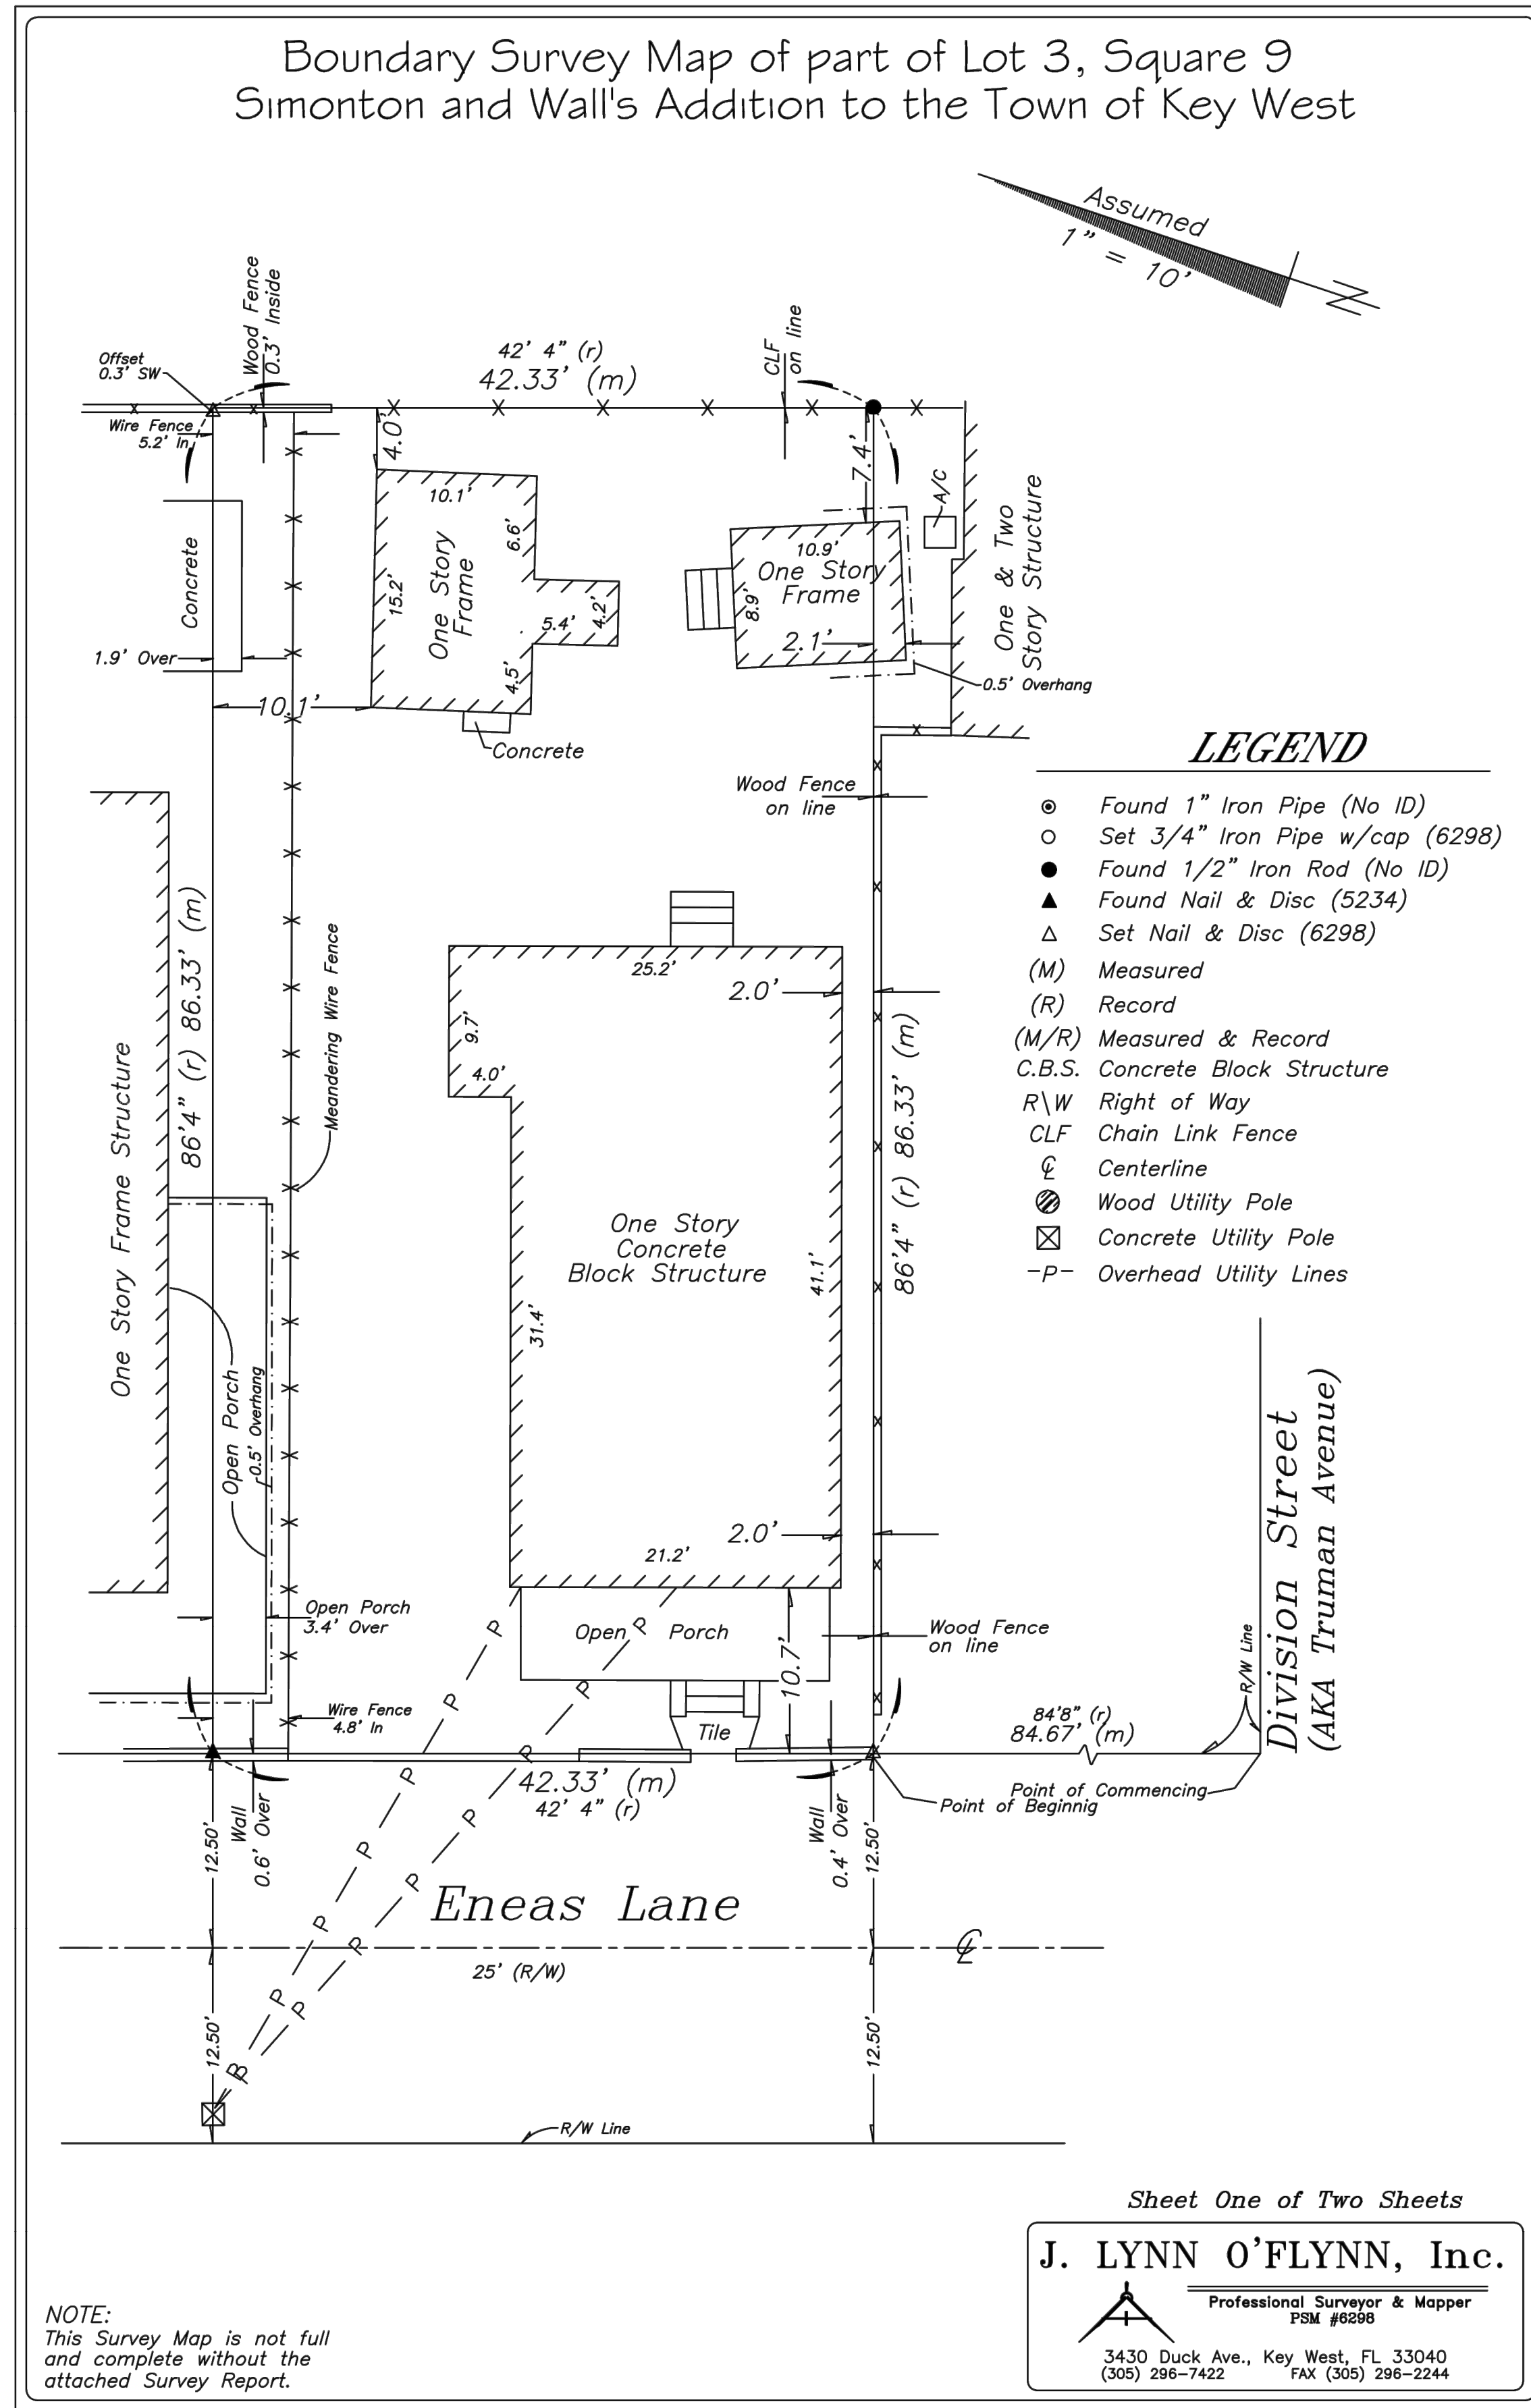 Boundary Survey Map of part of Lot 3, Square 9
Simonton and Wall's Addition to the Town of Key West
Assumed
1" = 10'
N
Wood Fence
0.3' Inside
Offset
0.3' SW
42' 4" (r)
42.33' (m)
CLF
on line
Wire Fence
5.2' In
4.0'
7.4'
A/C
10.1'
6.6'
15.2'
One Story
Frame
5.4'
4.2'
4.5'
Concrete
1.9' Over
10.1'
Concrete
10.9'
One Story
Frame
8.9'
2.1'
0.5' Overhang
One & Two
Story Structure
Wood Fence
on line
LEGEND
Found 1" Iron Pipe (No ID)
Set 3/4" Iron Pipe w/cap (6298)
Found 1/2" Iron Rod (No ID)
Found Nail & Disc (5234)
Set Nail & Disc (6298)
(M) Measured
(R) Record
(M/R) Measured & Record
C.B.S. Concrete Block Structure
R\W Right of Way
CLF Chain Link Fence
℄ Centerline
Wood Utility Pole
Concrete Utility Pole
-P- Overhead Utility Lines
86'4" (r) 86.33' (m)
Meandering Wire Fence
One Story Frame Structure
25.2'
2.0'
9.7'
4.0'
One Story
Concrete
Block Structure
41.1'
31.4'
86'4" (r) 86.33' (m)
Open Porch
0.5' Overhang
2.0'
21.2'
Open Porch
3.4' Over
Open Porch
10.7'
Wood Fence
on line
Wire Fence
4.8' In
Tile
84'8" (r)
84.67' (m)
R/W Line
Division Street
(AKA Truman Avenue)
Point of Commencing
Point of Beginnig
42.33' (m)
42' 4" (r)
12.50'
Wall
0.6' Over
Wall
0.4' Over
12.50'
P P P P P P P
P P P P P P P P
Eneas Lane
℄
25' (R/W)
12.50'
12.50'
R/W Line
Sheet One of Two Sheets
J. LYNN O'FLYNN, Inc.
Professional Surveyor & Mapper
PSM #6298
3430 Duck Ave., Key West, FL 33040
(305) 296-7422 FAX (305) 296-2244
NOTE:
This Survey Map is not full
and complete without the
attached Survey Report.